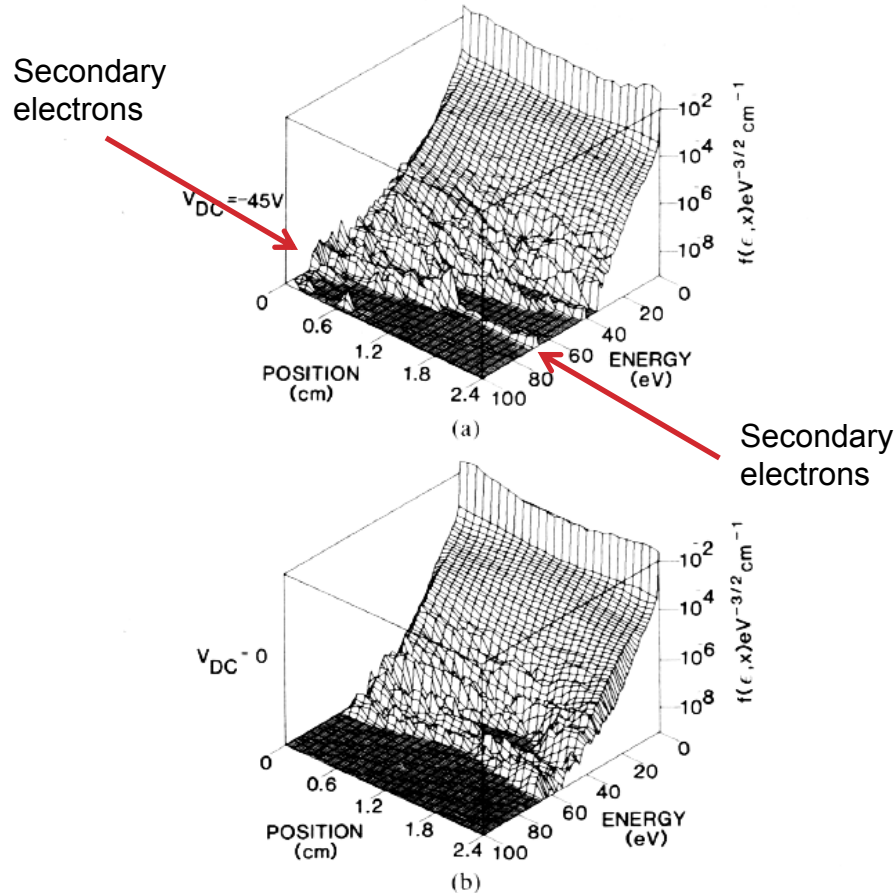 Secondary
electrons
V_DC =-45V
10^-2
10^-4
10^-6
10^-8
f(ϵ,x)eV^-3/2 cm^-1
0
0.6
1.2
1.8
2.4
POSITION
(cm)
0
20
40
60
80
100
ENERGY
(eV)
(a)
Secondary
electrons
V_DC = 0
10^-2
10^-4
10^-6
10^-8
f(ϵ,x)eV^-3/2 cm^-1
0
0.6
1.2
1.8
2.4
POSITION
(cm)
0
20
40
60
80
100
ENERGY
(eV)
(b)